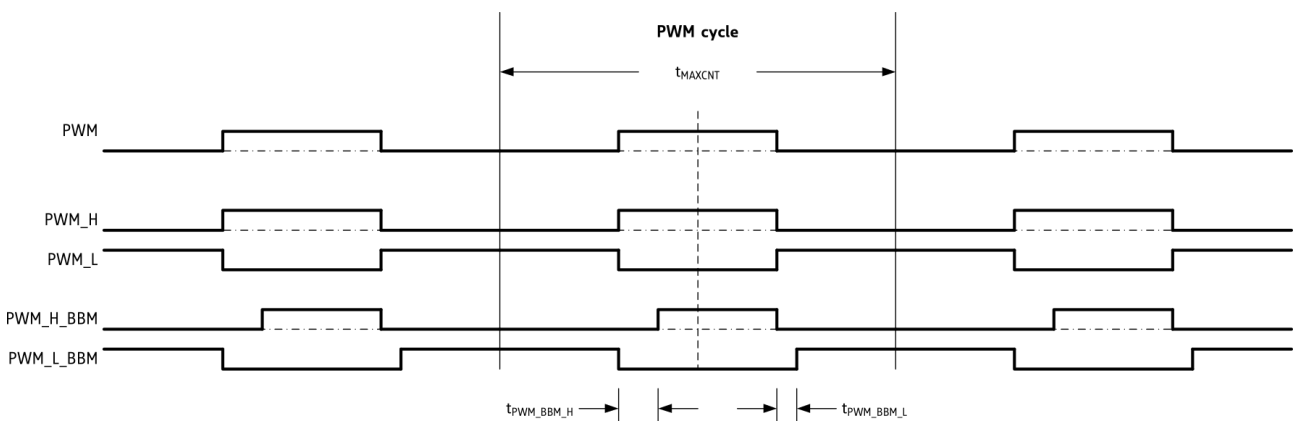 PWM cycle
tMAXCNT
PWM
PWM_H
PWM_L
PWM_H_BBM
PWM_L_BBM
tPWM_BBM_H
tPWM_BBM_L